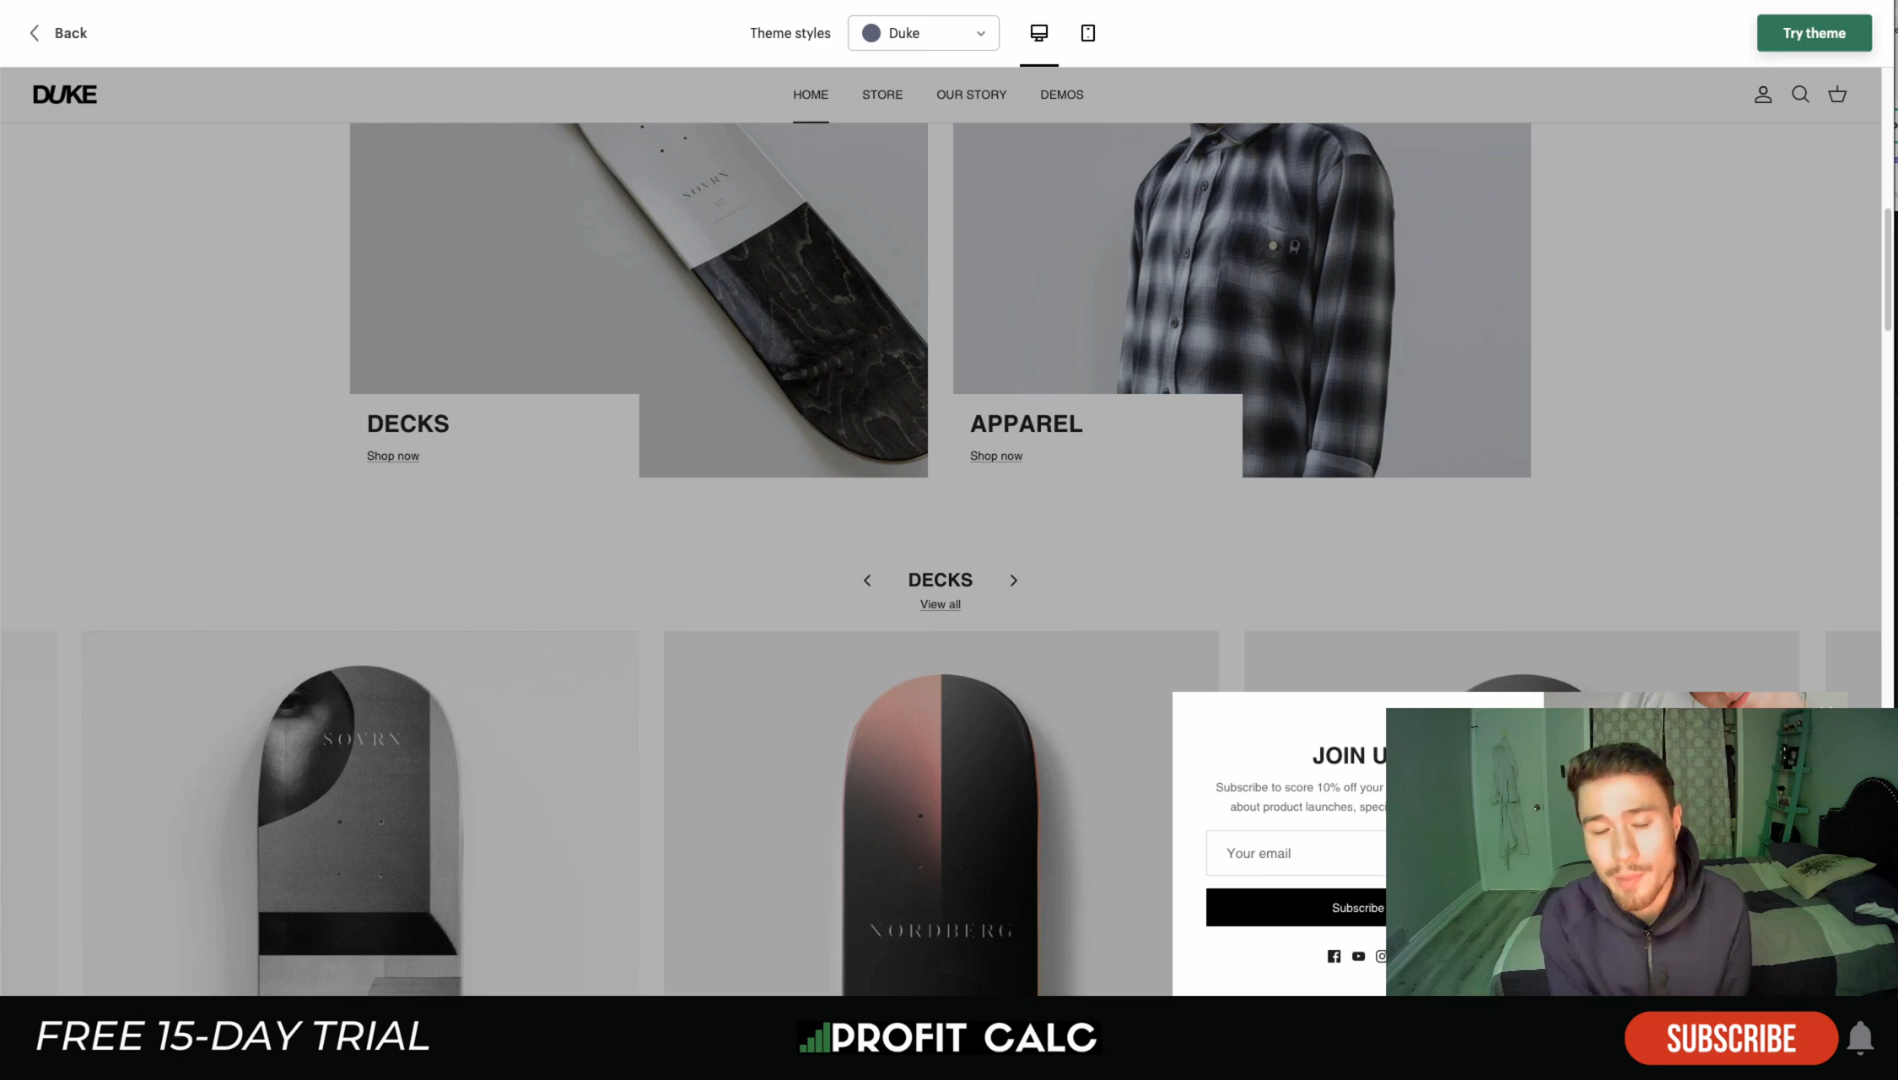 Back
Theme styles
Duke
Try theme
DUKE
HOME
STORE
OUR STORY
DEMOS
SOVRN
DECKS
Shop now
APPAREL
Shop now
DECKS
View all
SOVRN
NORDBERG
JOIN U
Subscribe to score 10% off your
about product launches, speci
Your email
Subscribe
FREE 15-DAY TRIAL
PROFIT CALC
SUBSCRIBE